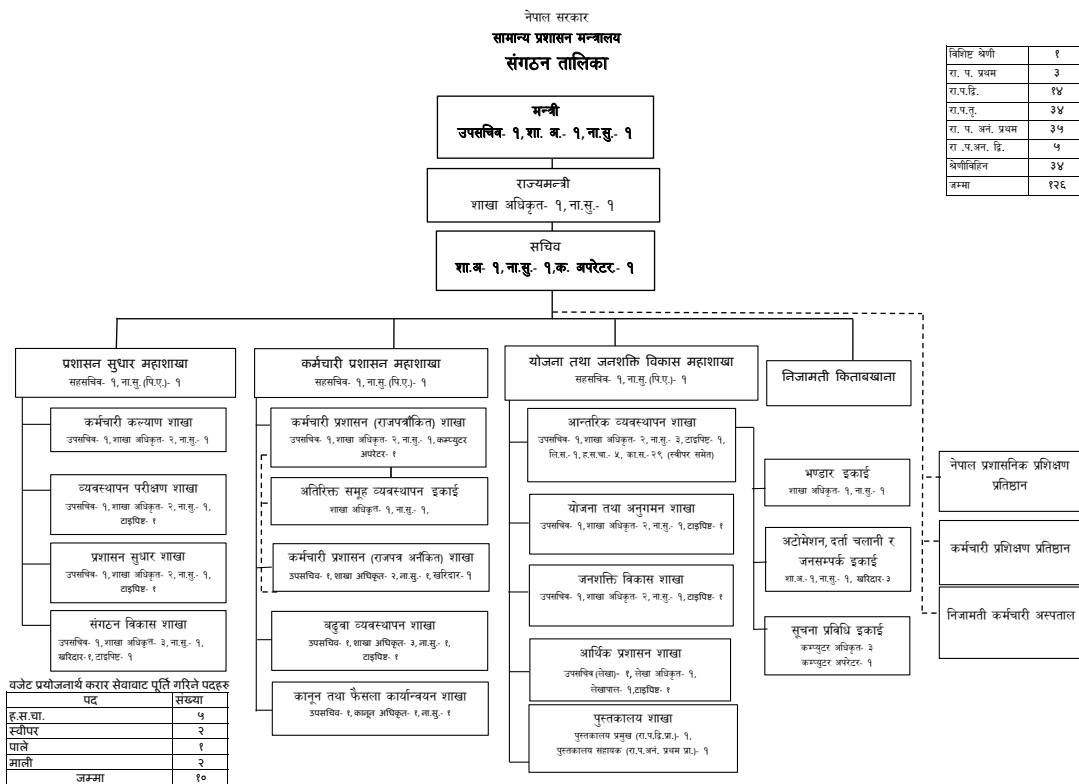 नेपाल सरकार
सामान्य प्रशासन मन्त्रालय
संगठन तालिका
विशिष्ट श्रेणी १
रा. प. प्रथम ३
रा.प.द्वि. १४
रा.प.तृ. ३४
रा. प. अनं. प्रथम ३५
रा .प.अन. द्वि. ५
श्रेणीविहिन ३४
जम्मा १२६
मन्त्री
उपसचिव- १, शा. अ.- १, ना.सु.- १
राज्यमन्त्री
शाखा अधिकृत- १, ना.सु.- १
सचिव
शा.अ- १, ना.सु.- १, क. अपरेटर.- १
प्रशासन सुधार महाशाखा
सहसचिव- १, ना.सु. (पि.ए.)- १
कर्मचारी कल्याण शाखा
उपसचिव- १, शाखा अधिकृत- २, ना.सु.- १
व्यवस्थापन परीक्षण शाखा
उपसचिव- १, शाखा अधिकृत- २, ना.सु.- १,
टाइपिष्ट- १
प्रशासन सुधार शाखा
उपसचिव- १, शाखा अधिकृत- २, ना.सु.- १,
टाइपिष्ट- १
संगठन विकास शाखा
उपसचिव- १, शाखा अधिकृत- ३, ना.सु.- १,
खरिदार- १, टाइपिष्ट- १
कर्मचारी प्रशासन महाशाखा
सहसचिव- १, ना.सु. (पि.ए.)- १
कर्मचारी प्रशासन (राजपत्रांकित) शाखा
उपसचिव- १, शाखा अधिकृत- २, ना.सु.- १, कम्प्युटर
अपरेटर- १
अतिरिक्त समूह व्यवस्थापन इकाई
शाखा अधिकृत- १, ना.सु.- १,
कर्मचारी प्रशासन (राजपत्र अनंकित) शाखा
उपसचिव- १, शाखा अधिकृत- २, ना.सु.- १, खरिदार- १
बढुवा व्यवस्थापन शाखा
उपसचिव- १, शाखा अधिकृत- ३, ना.सु.- १,
टाइपिष्ट- १
कानून तथा फैसला कार्यान्वयन शाखा
उपसचिव- १, कानून अधिकृत- १, ना.सु.- १
योजना तथा जनशक्ति विकास महाशाखा
सहसचिव- १, ना.सु. (पि.ए.)- १
आन्तरिक व्यवस्थापन शाखा
उपसचिव- १, शाखा अधिकृत- २, ना.सु.- ३, टाइपिष्ट- १,
लि.स.- १, ह.स.चा.- ५, का.स.- २९ (स्वीपर समेत)
योजना तथा अनुगमन शाखा
उपसचिव- १, शाखा अधिकृत- २, ना.सु.- १, टाइपिष्ट- १
जनशक्ति विकास शाखा
उपसचिव- १, शाखा अधिकृत- २, ना.सु.- १, टाइपिष्ट- १
आर्थिक प्रशासन शाखा
उपसचिव (लेखा)- १, लेखा अधिकृत- १,
लेखापाल- १, टाइपिष्ट- १
पुस्तकालय शाखा
पुस्तकालय प्रमुख (रा.प.द्वि.प्रा.)- १,
पुस्तकालय सहायक (रा.प.अनं. प्रथम प्रा.)- १
निजामती किताबखाना
भण्डार इकाई
शाखा अधिकृत- १, ना.सु.- १
अटोमेशन, दर्ता चलानी र
जनसम्पर्क इकाई
शा.अ.- १, ना.सु.- १, खरिदार- ३
सूचना प्रविधि इकाई
कम्प्युटर अधिकृत- ३
कम्प्युटर अपरेटर- १
नेपाल प्रशासनिक प्रशिक्षण
प्रतिष्ठान
कर्मचारी प्रशिक्षण प्रतिष्ठान
निजामती कर्मचारी अस्पताल
वजेट प्रयोजनार्थ करार सेवावाट पूर्ति गरिने पदहरु
पद संख्या
ह.स.चा. ५
स्वीपर २
पाले १
माली २
जम्मा १०